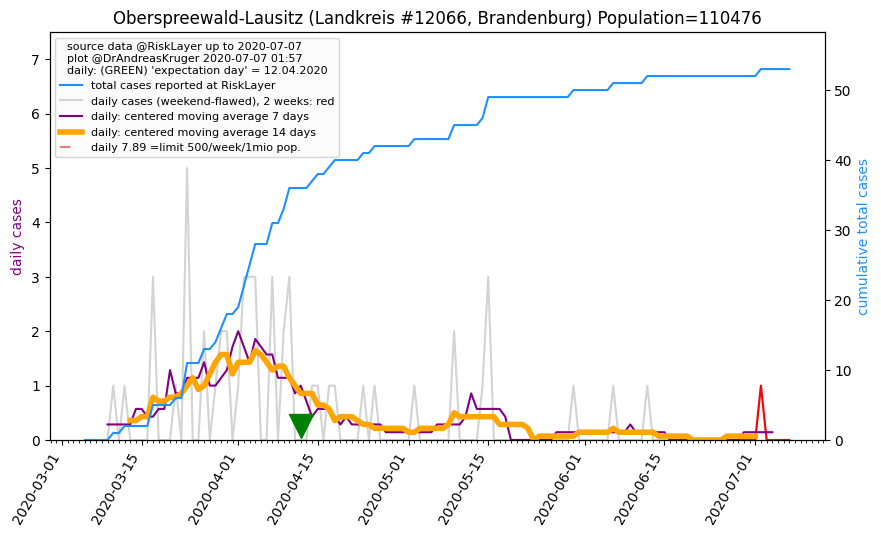 Oberspreewald-Lausitz (Landkreis #12066, Brandenburg) Population=110476
source data @RiskLayer up to 2020-07-07
plot @DrAndreasKruger 2020-07-07 01:57
daily: (GREEN) 'expectation day' = 12.04.2020
total cases reported at RiskLayer
daily cases (weekend-flawed), 2 weeks: red
daily: centered moving average 7 days
daily: centered moving average 14 days
daily 7.89 =limit 500/week/1mio pop.
daily cases
7
6
5
4
3
2
1
0
cumulative total cases
50
40
30
20
10
0
2020-03-01
2020-03-15
2020-04-01
2020-04-15
2020-05-01
2020-05-15
2020-06-01
2020-06-15
2020-07-01